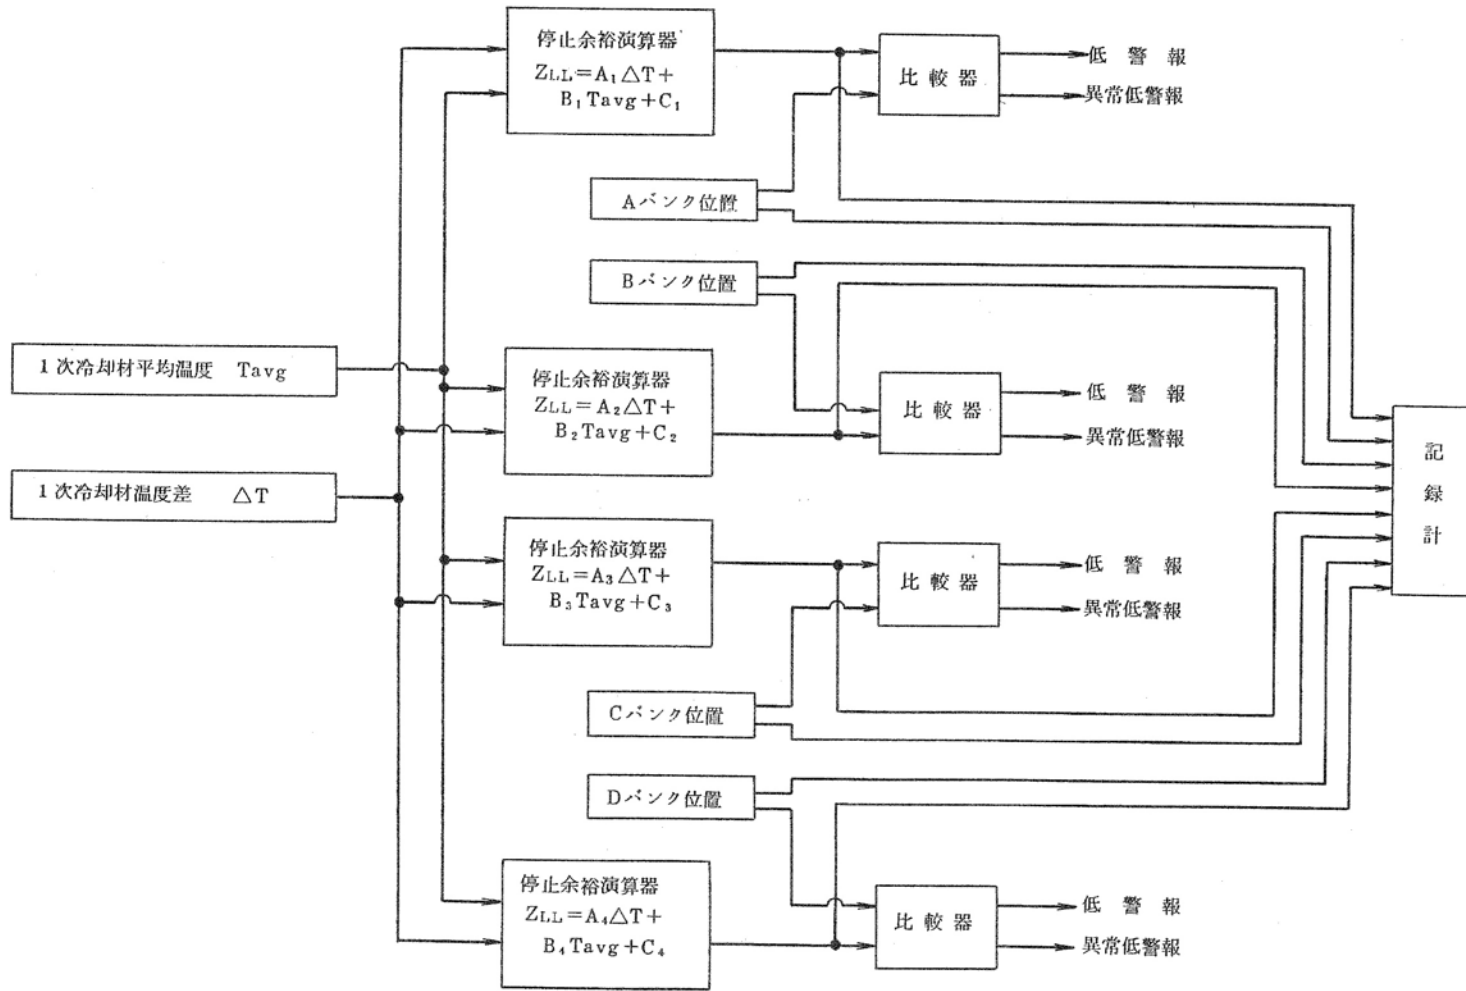 停止余裕演算器
ZLL=A₁△T+
B₁Tavg+C₁
比較器
低警報
異常低警報
Aバンク位置
Bバンク位置
1次冷却材平均温度 Tavg
停止余裕演算器
ZLL=A₂△T+
B₂Tavg+C₂
比較器
低警報
異常低警報
1次冷却材温度差 △T
記録計
停止余裕演算器
ZLL=A₃△T+
B₃Tavg+C₃
比較器
低警報
異常低警報
Cバンク位置
Dバンク位置
停止余裕演算器
ZLL=A₄△T+
B₄Tavg+C₄
比較器
低警報
異常低警報